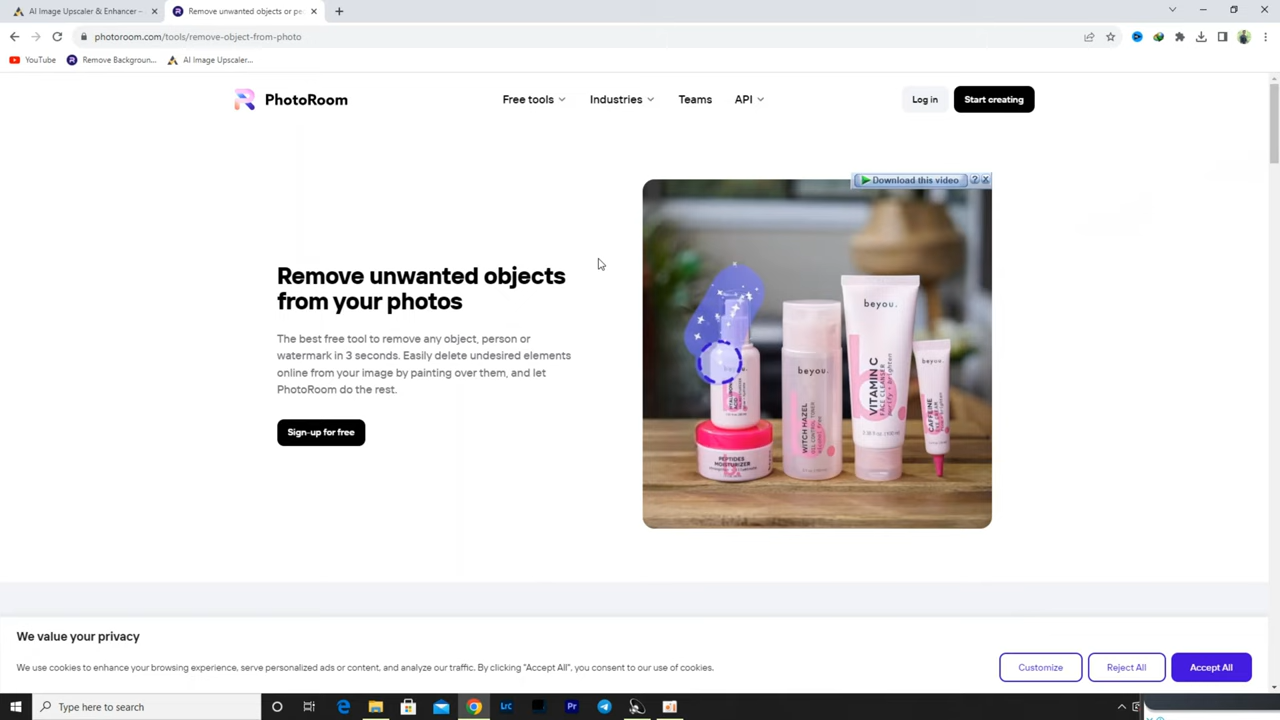 AI Image Upscaler & Enhancer -
Remove unwanted objects or pe
photoroom.com/tools/remove-object-from-photo
YouTube
Remove Backgroun...
AI Image Upscaler...
PhotoRoom
Free tools
Industries
Teams
API
Log in
Start creating
Download this video
?
X
Remove unwanted objects
from your photos
The best free tool to remove any object, person or
watermark in 3 seconds. Easily delete undesired elements
online from your image by painting over them, and let
PhotoRoom do the rest.
Sign-up for free
beyou.
beyou.
beyou.
VITAMIN C
FACE CLEANSER
WITCH HAZEL
CAFFEINE
PEPTIDES
MOISTURIZER
We value your privacy
We use cookies to enhance your browsing experience, serve personalized ads or content, and analyze our traffic. By clicking "Accept All", you consent to our use of cookies.
Customize
Reject All
Accept All
Type here to search
LrC
Pr